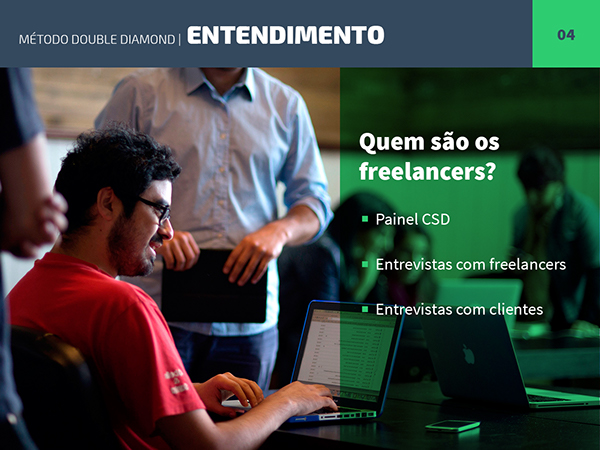 MÉTODO DOUBLE DIAMOND | ENTENDIMENTO
04
Quem são os
freelancers?
Painel CSD
Entrevistas com freelancers
Entrevistas com clientes